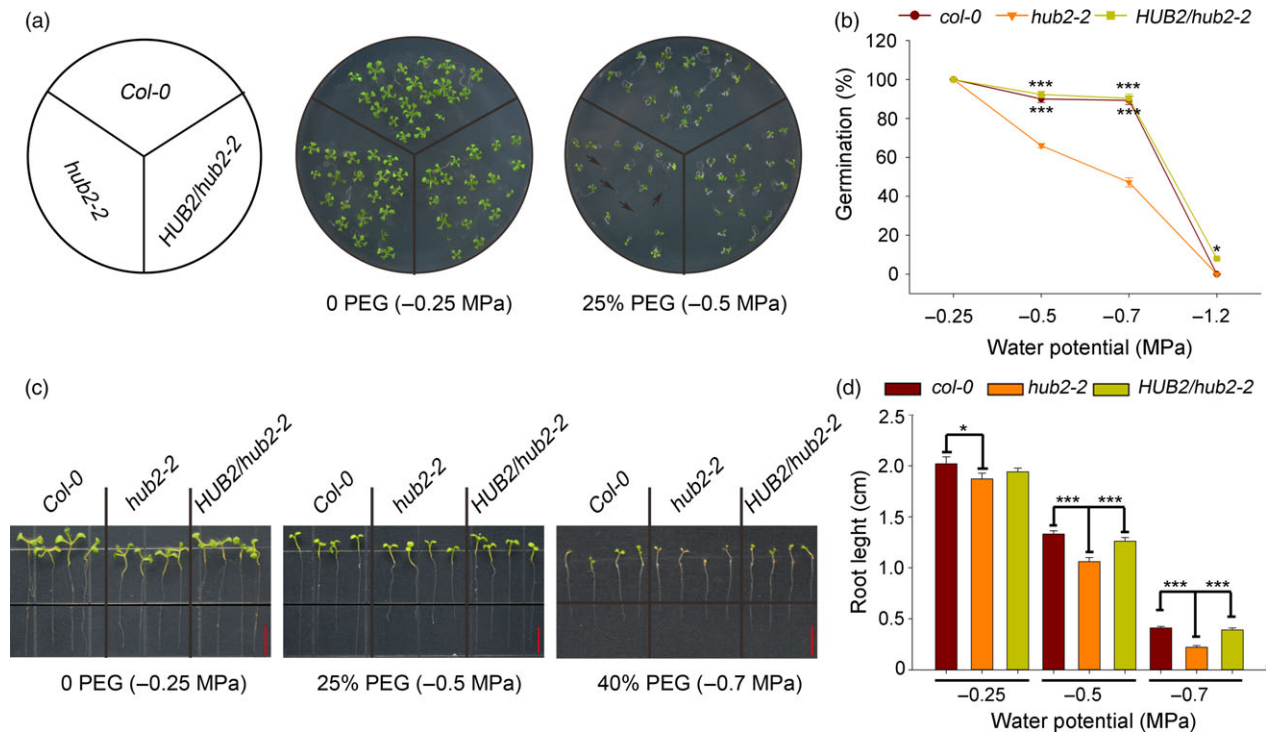 (a)
Col-0
hub2-2
HUB2/hub2-2
0 PEG (–0.25 MPa)
25% PEG (–0.5 MPa)
(b)
col-0
hub2-2
HUB2/hub2-2
Germination (%)
120
100
80
60
40
20
0
***
***
***
***
*
–0.25
–0.5
–0.7
–1.2
Water potential (MPa)
(c)
Col-0
hub2-2
HUB2/hub2-2
Col-0
hub2-2
HUB2/hub2-2
Col-0
hub2-2
HUB2/hub2-2
0 PEG (–0.25 MPa)
25% PEG (–0.5 MPa)
40% PEG (–0.7 MPa)
(d)
col-0
hub2-2
HUB2/hub2-2
Root leght (cm)
2.5
2.0
1.5
1.0
0.5
0
*
***
***
***
***
–0.25
–0.5
–0.7
Water potential (MPa)